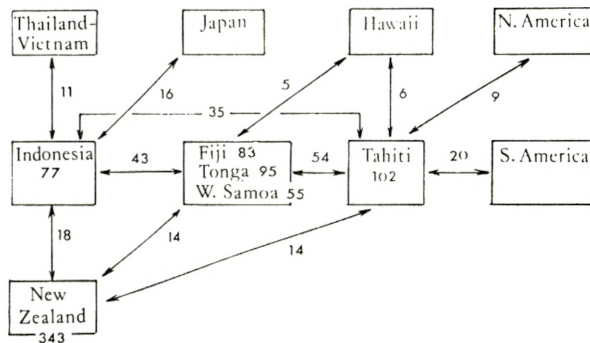 Thailand-
Vietnam
Japan
Hawaii
N. America
11
16
5
6
9
35
Indonesia
77
43
Fiji 83
Tonga 95
W. Samoa 55
54
Tahiti
102
20
S. America
18
14
14
New
Zealand
343